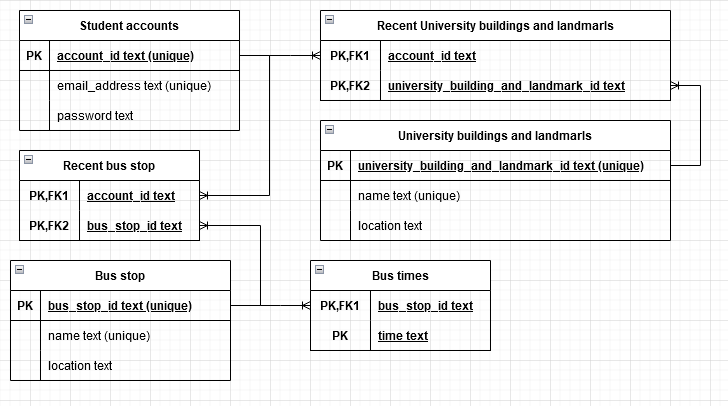 Student accounts
PK account_id text (unique)
email_address text (unique)
password text
Recent University buildings and landmarls
PK,FK1 account_id text
PK,FK2 university_building_and_landmark_id text
University buildings and landmarls
PK university_building_and_landmark_id text (unique)
name text (unique)
location text
Recent bus stop
PK,FK1 account_id text
PK,FK2 bus_stop_id text
Bus stop
PK bus_stop_id text (unique)
name text (unique)
location text
Bus times
PK,FK1 bus_stop_id text
PK time text